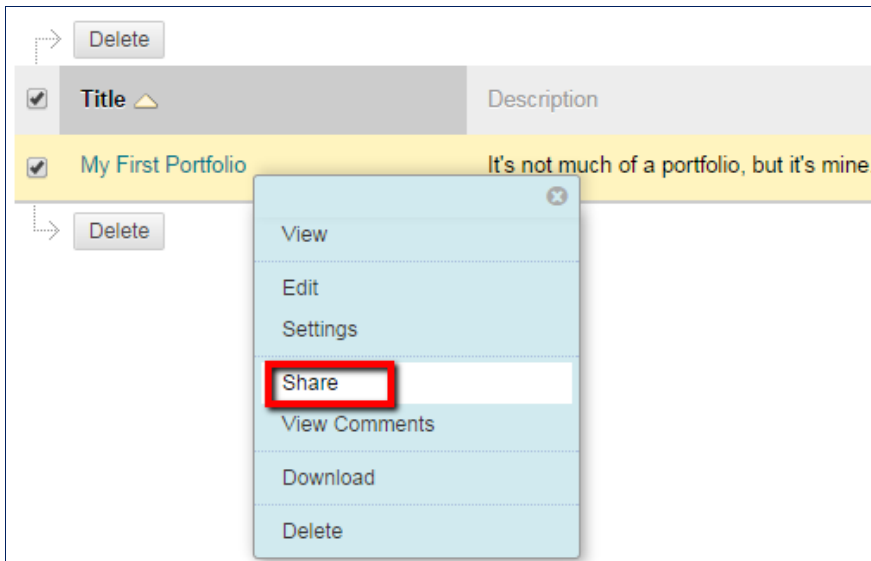 Delete
Title Description
My First Portfolio It's not much of a portfolio, but it's mine
Delete
View
Edit
Settings
Share
View Comments
Download
Delete